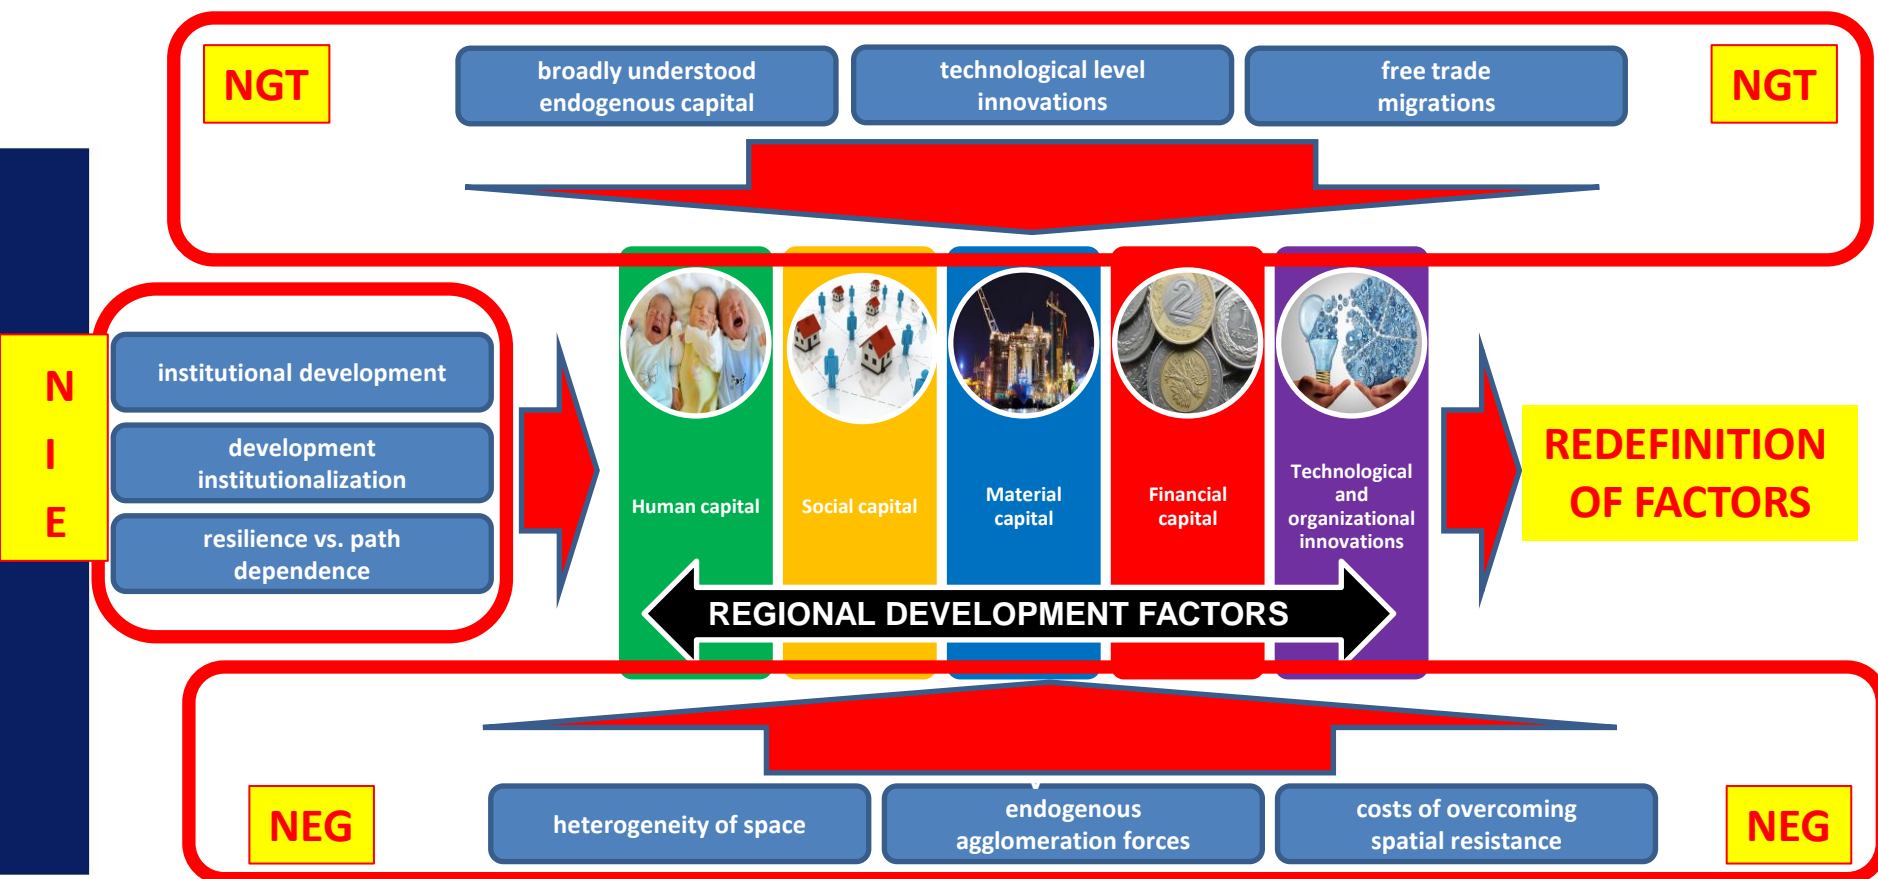 NGT
broadly understood
endogenous capital
technological level
innovations
free trade
migrations
NGT
N
I
E
institutional development
development
institutionalization
resilience vs. path
dependence
Human capital
Social capital
Material
capital
Financial
capital
Technological
and
organizational
innovations
REGIONAL DEVELOPMENT FACTORS
REDEFINITION
OF FACTORS
NEG
heterogeneity of space
endogenous
agglomeration forces
costs of overcoming
spatial resistance
NEG